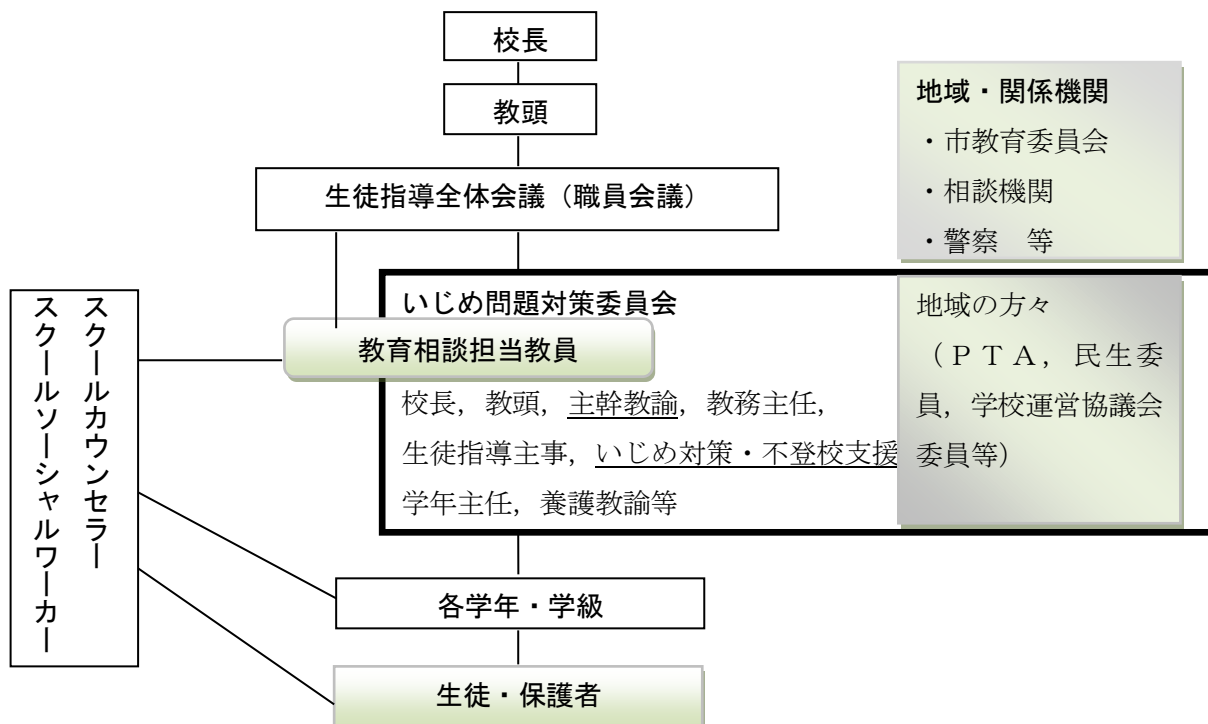 校長
教頭
生徒指導全体会議（職員会議）
地域・関係機関
・市教育委員会
・相談機関
・警察　等
いじめ問題対策委員会
教育相談担当教員
校長，教頭，主幹教諭，教務主任，
生徒指導主事，いじめ対策・不登校支援
学年主任，養護教諭等
地域の方々
（ＰＴＡ，民生委
員，学校運営協議会
委員等）
スクールカウンセラー
スクールソーシャルワーカー
各学年・学級
生徒・保護者